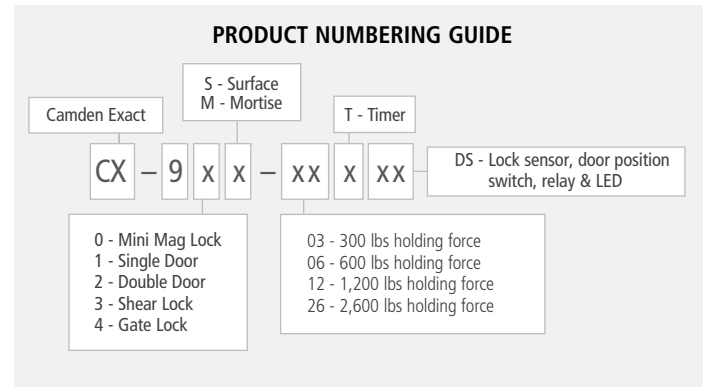 PRODUCT NUMBERING GUIDE
S - Surface
M - Mortise
Camden Exact
T - Timer
CX – 9 x x – xx x xx
DS - Lock sensor, door position
switch, relay & LED
0 - Mini Mag Lock
1 - Single Door
2 - Double Door
3 - Shear Lock
4 - Gate Lock
03 - 300 lbs holding force
06 - 600 lbs holding force
12 - 1,200 lbs holding force
26 - 2,600 lbs holding force